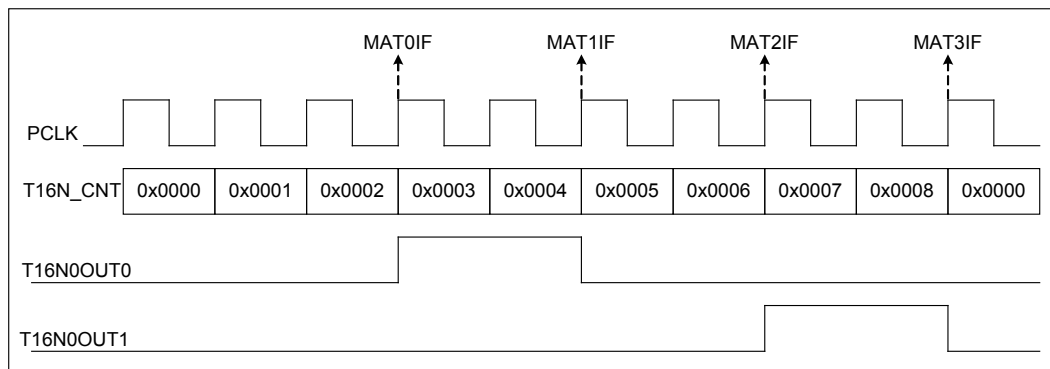 MAT0IF MAT1IF MAT2IF MAT3IF
PCLK
T16N_CNT 0x0000 0x0001 0x0002 0x0003 0x0004 0x0005 0x0006 0x0007 0x0008 0x0000
T16N0OUT0
T16N0OUT1